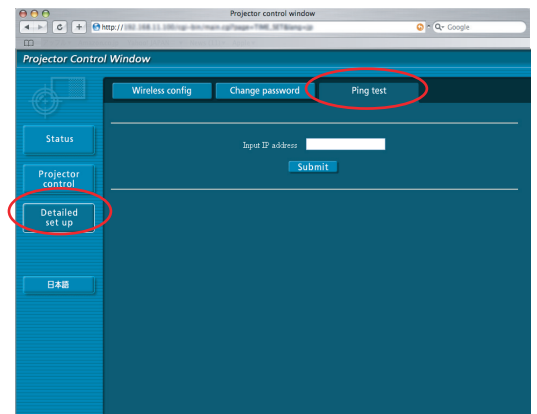 Projector control window
http://
Google
Projector Control Window
Wireless config
Change password
Ping test
Status
Input IP address
Submit
Projector
control
Detailed
set up
日本語